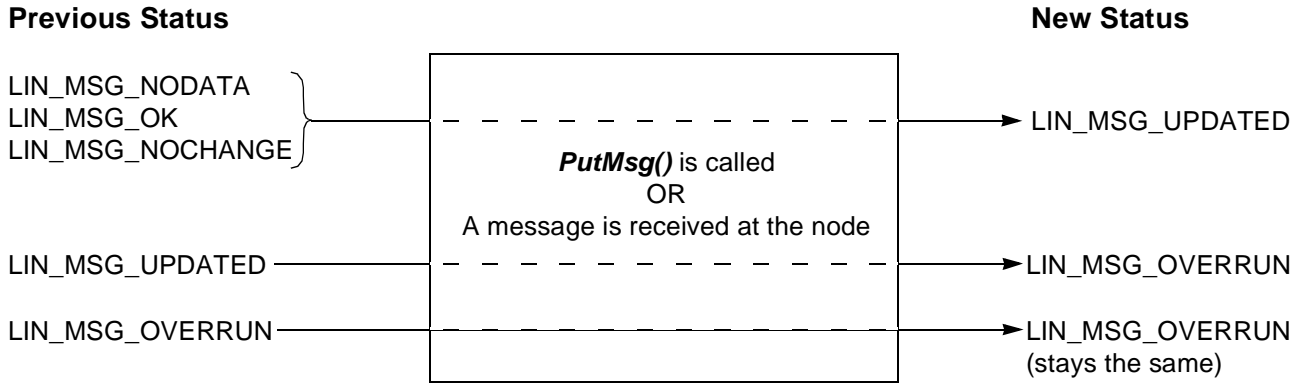 Previous Status
New Status
LIN_MSG_NODATA
LIN_MSG_OK
LIN_MSG_NOCHANGE
LIN_MSG_UPDATED
PutMsg() is called
OR
A message is received at the node
LIN_MSG_UPDATED
LIN_MSG_OVERRUN
LIN_MSG_OVERRUN
LIN_MSG_OVERRUN
(stays the same)